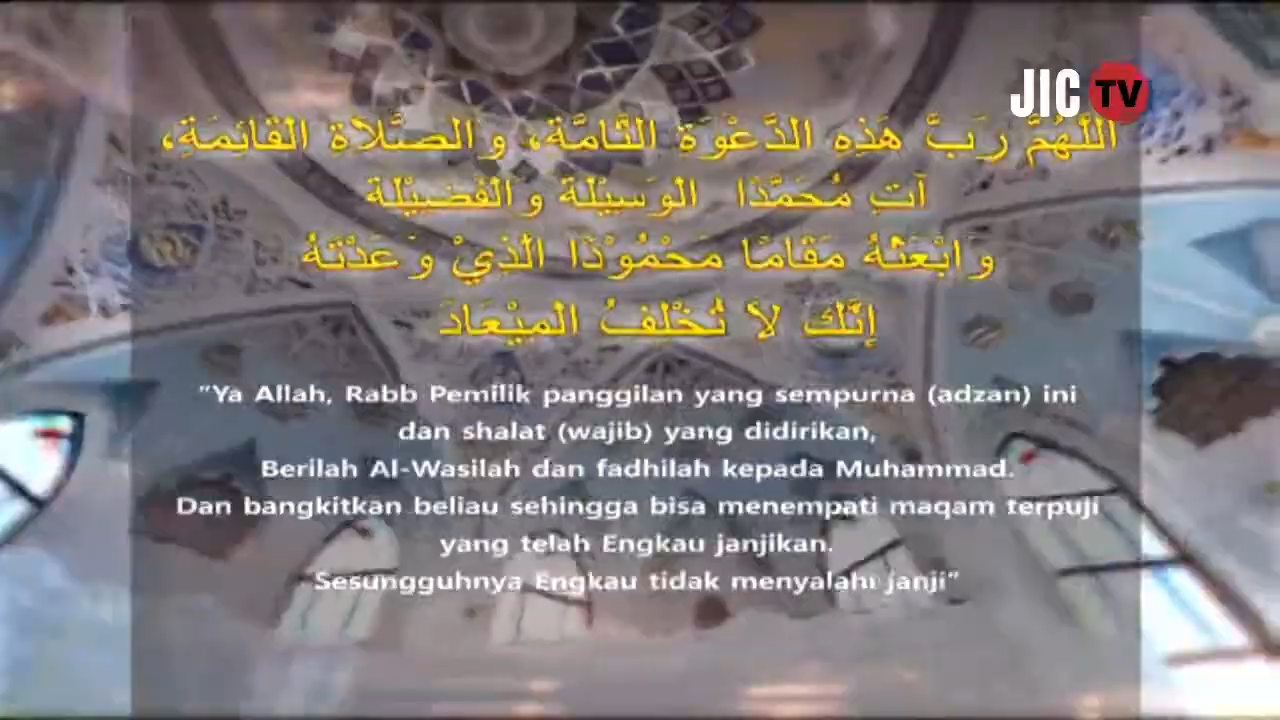 JIC TV
اَللَّهُمَّ رَبَّ هَذِهِ الدَّعْوَةِ التَّامَّةِ، وَالصَّلاَةِ الْقَائِمَةِ،
آتِ مُحَمَّدًا الْوَسِيْلَةَ وَالْفَضِيْلَةَ
وَابْعَثْهُ مَقَامًا مَحْمُوْدًا الَّذِيْ وَعَدْتَهُ
إِنَّكَ لاَ تُخْلِفُ الْمِيْعَادَ
“Ya Allah, Rabb Pemilik panggilan yang sempurna (adzan) ini
dan shalat (wajib) yang didirikan,
Berilah Al-Wasilah dan fadhilah kepada Muhammad.
Dan bangkitkan beliau sehingga bisa menempati maqam terpuji
yang telah Engkau janjikan.
Sesungguhnya Engkau tidak menyalahi janji”